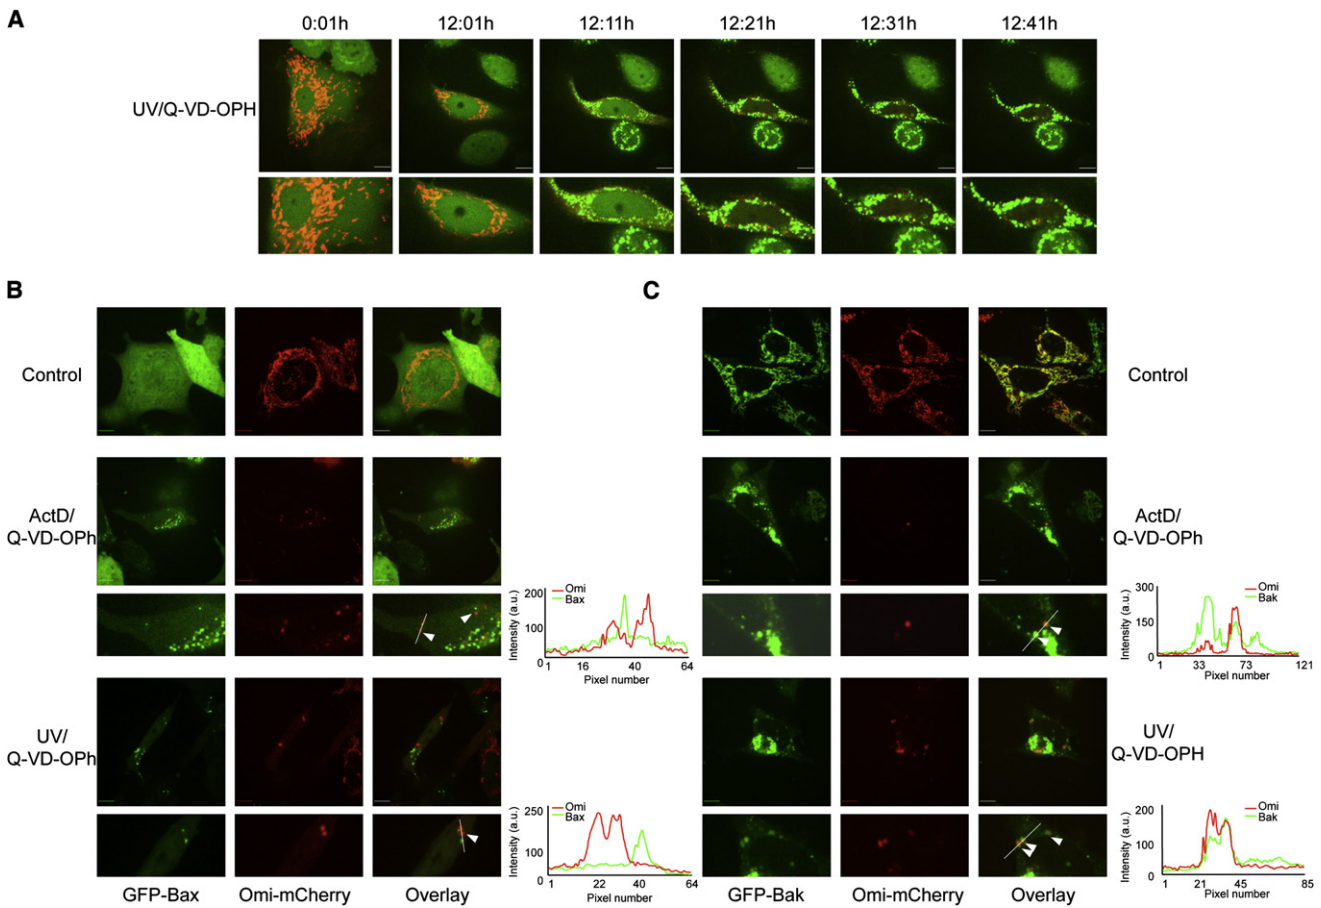 A
0:01h 12:01h 12:11h 12:21h 12:31h 12:41h
UV/Q-VD-OPH
B
Control
ActD/
Q-VD-OPh
200
100
0
Intensity (a.u.)
Omi
Bax
1 16 40 64
Pixel number
UV/
Q-VD-OPh
250
100
0
Intensity (a.u.)
Omi
Bax
1 22 40 64
Pixel number
GFP-Bax Omi-mCherry Overlay
C
Control
ActD/
Q-VD-OPh
300
150
0
Intensity (a.u.)
Omi
Bak
1 33 73 121
Pixel number
UV/
Q-VD-OPH
200
100
0
Intensity (a.u.)
Omi
Bak
1 21 45 85
Pixel number
GFP-Bak Omi-mCherry Overlay